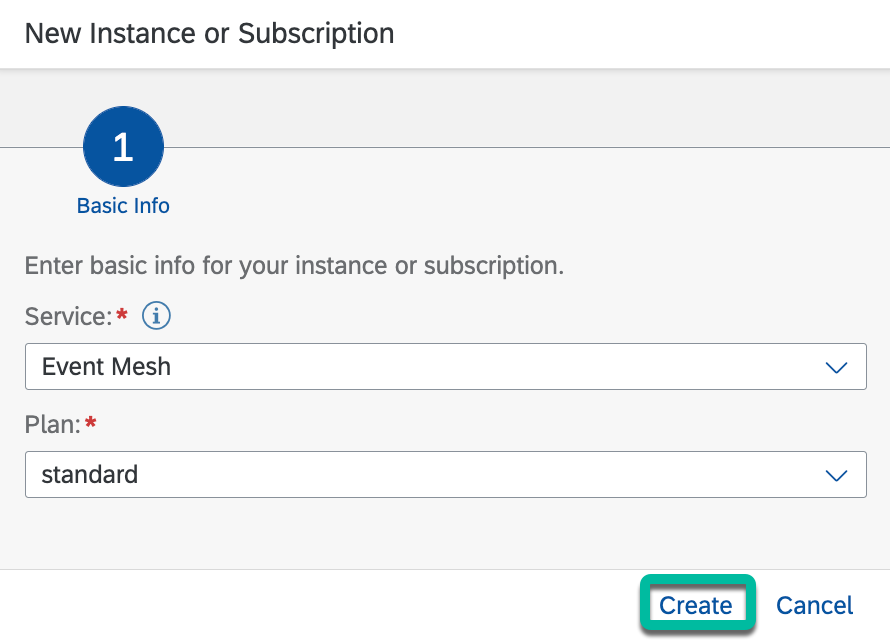 New Instance or Subscription
1
Basic Info
Enter basic info for your instance or subscription.
Service:* i
Event Mesh
Plan:*
standard
Create Cancel